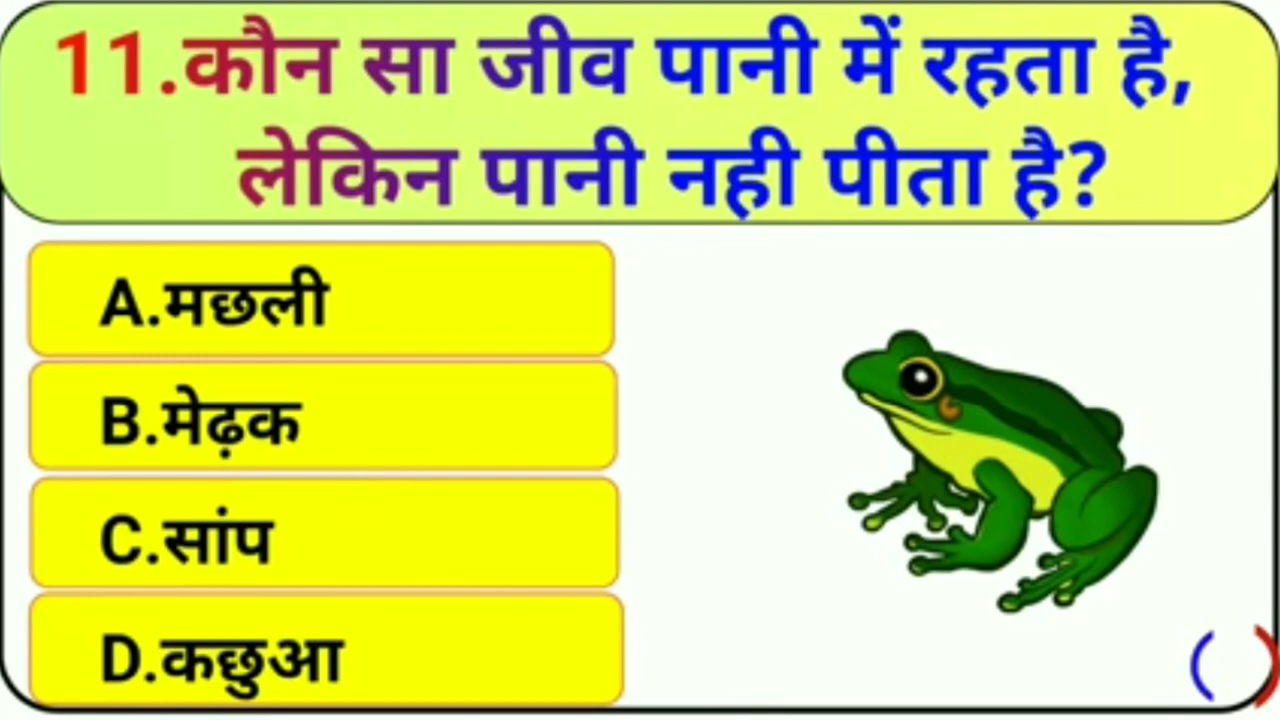 11.कौन सा जीव पानी में रहता है,
लेकिन पानी नही पीता है?
A.मछली
B.मेढ़क
C.सांप
D.कछुआ
( )